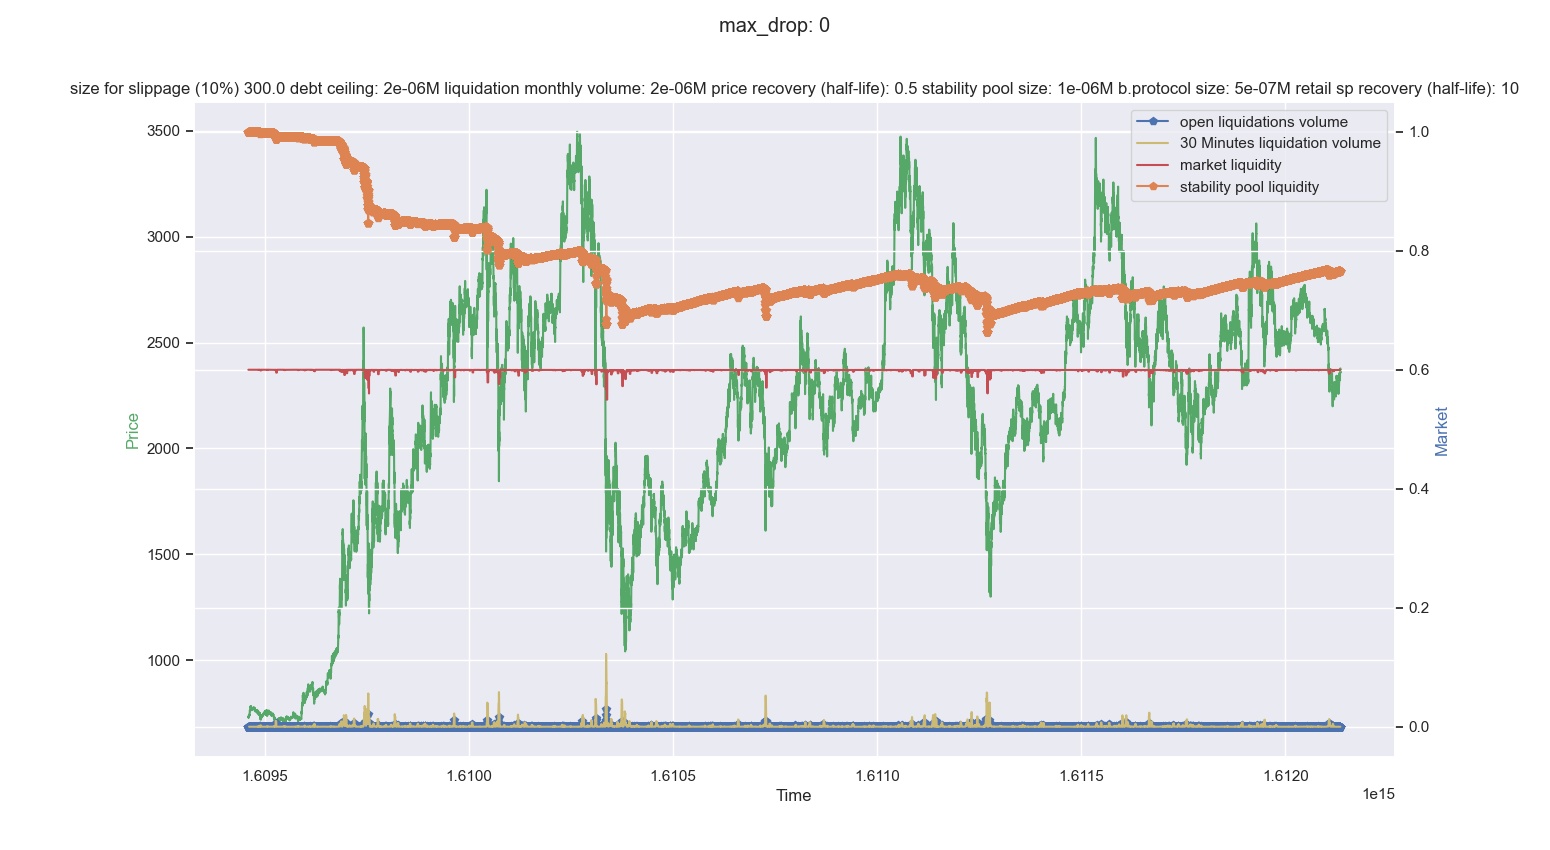 max_drop: 0
size for slippage (10%) 300.0 debt ceiling: 2e-06M liquidation monthly volume: 2e-06M price recovery (half-life): 0.5 stability pool size: 1e-06M b.protocol size: 5e-07M retail sp recovery (half-life): 10
open liquidations volume
30 Minutes liquidation volume
market liquidity
stability pool liquidity
3500
3000
2500
2000
1500
1000
Price
1.0
0.8
0.6
0.4
0.2
0.0
Market
1.6095 1.6100 1.6105 1.6110 1.6115 1.6120
Time
1e15